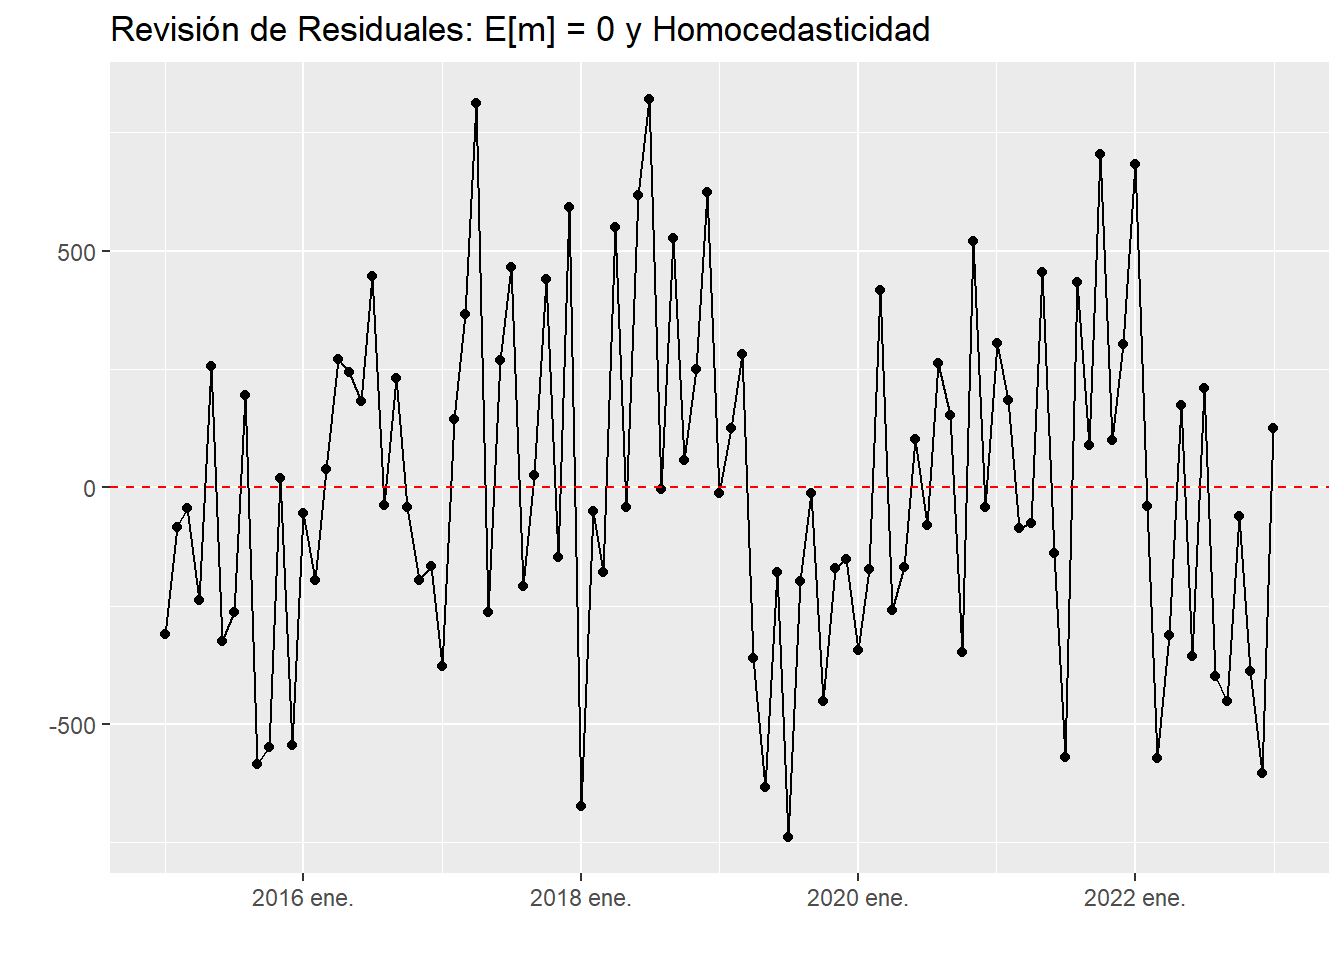 Revisión de Residuales: E[m] = 0 y Homocedasticidad
500
0
-500
2016 ene.
2018 ene.
2020 ene.
2022 ene.